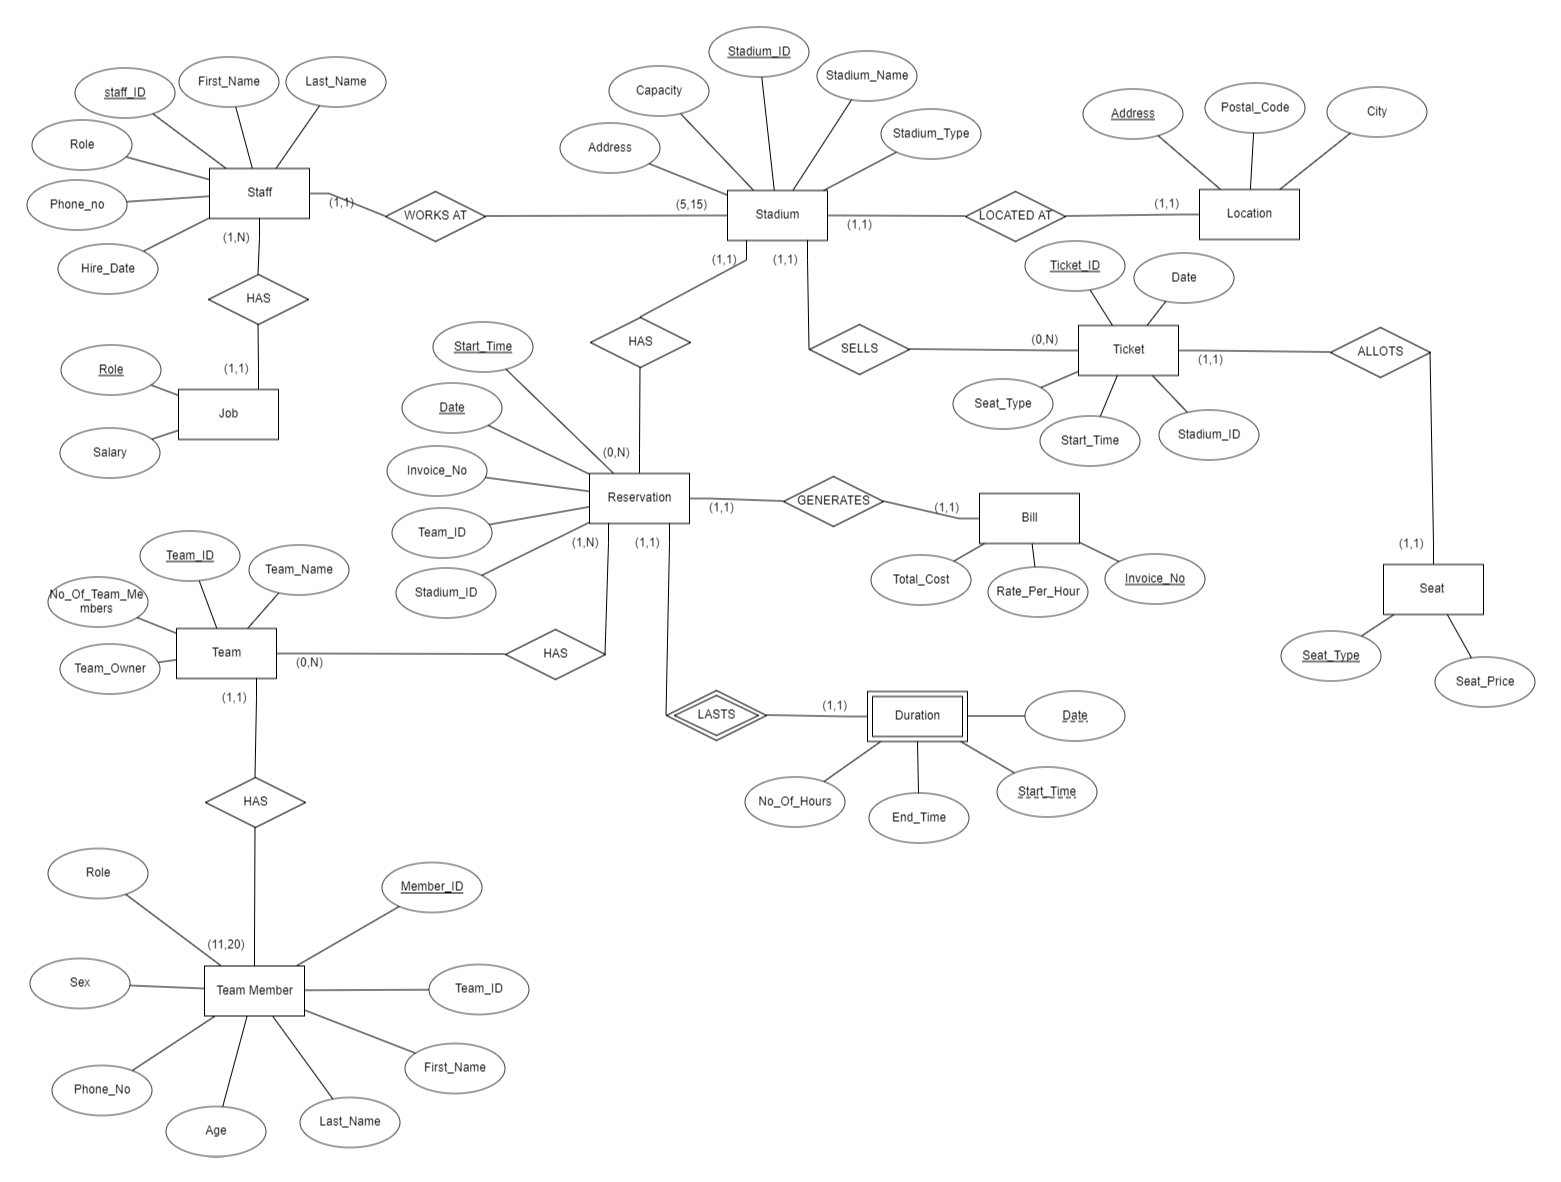 Stadium_ID
First_Name
Last_Name
Stadium_Name
staff_ID
Capacity
Address
Postal_Code
City
Role
Address
Stadium_Type
Staff
Phone_no
(1,1)
WORKS AT
(5,15)
Stadium
(1,1)
LOCATED AT
(1,1)
Location
(1,N)
Hire_Date
(1,1)
(1,1)
Ticket_ID
Date
HAS
Start_Time
HAS
SELLS
(0,N)
Ticket
(1,1)
ALLOTS
Role
(1,1)
Job
Date
Seat_Type
Start_Time
Stadium_ID
Salary
(0,N)
Invoice_No
Reservation
(1,1)
GENERATES
(1,1)
Bill
Team_ID
(1,N)
(1,1)
(1,1)
Team_ID
Team_Name
Stadium_ID
Total_Cost
Rate_Per_Hour
Invoice_No
Seat
No_Of_Team_Me
mbers
Team
(0,N)
HAS
Team_Owner
Seat_Type
Seat_Price
(1,1)
LASTS
(1,1)
Duration
Date
HAS
No_Of_Hours
End_Time
Start_Time
Role
Member_ID
(11,20)
Sex
Team Member
Team_ID
Phone_No
First_Name
Age
Last_Name